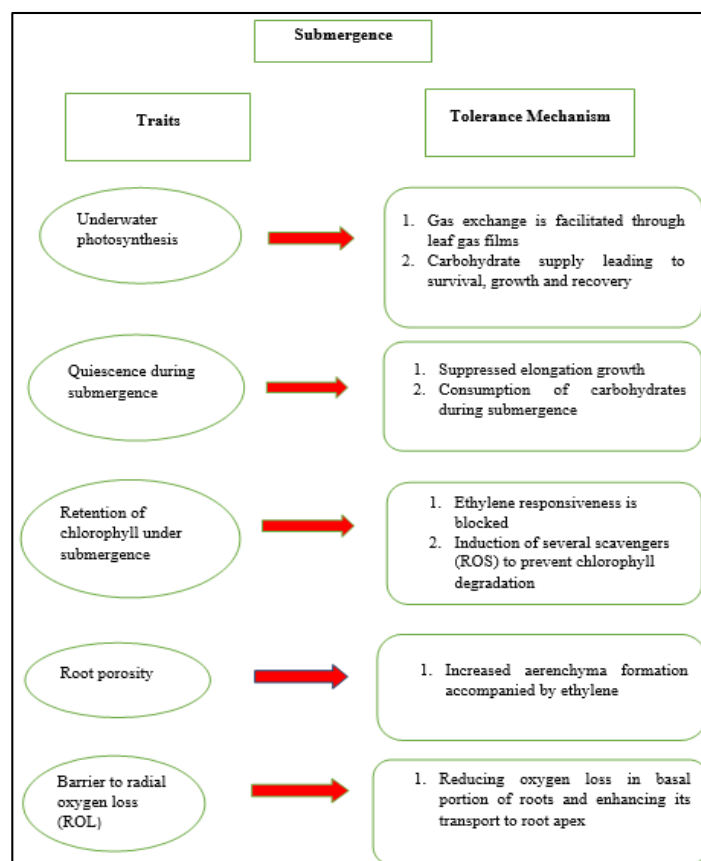 Submergence
Traits
Tolerance Mechanism
Underwater
photosynthesis
1. Gas exchange is facilitated through
leaf gas films
2. Carbohydrate supply leading to
survival, growth and recovery
Quiescence during
submergence
1. Suppressed elongation growth
2. Consumption of carbohydrates
during submergence
Retention of
chlorophyll under
submergence
1. Ethylene responsiveness is
blocked
2. Induction of several scavengers
(ROS) to prevent chlorophyll
degradation
Root porosity
1. Increased aerenchyma formation
accompanied by ethylene
Barrier to radial
oxygen loss
(ROL)
1. Reducing oxygen loss in basal
portion of roots and enhancing its
transport to root apex